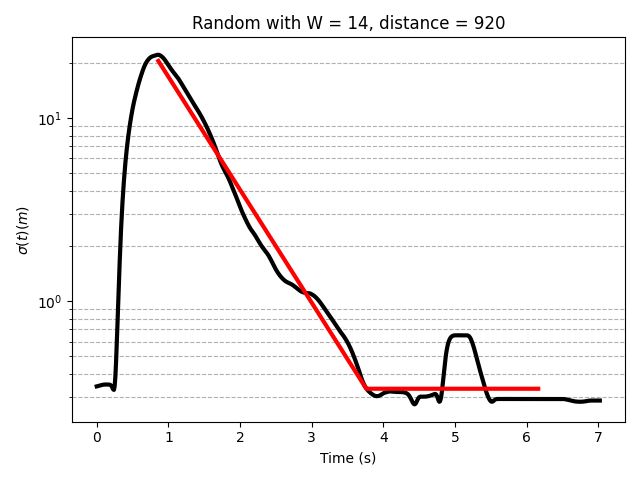 Random with W = 14, distance = 920
σ(t)(m)
10¹
10⁰
0 1 2 3 4 5 6 7
Time (s)